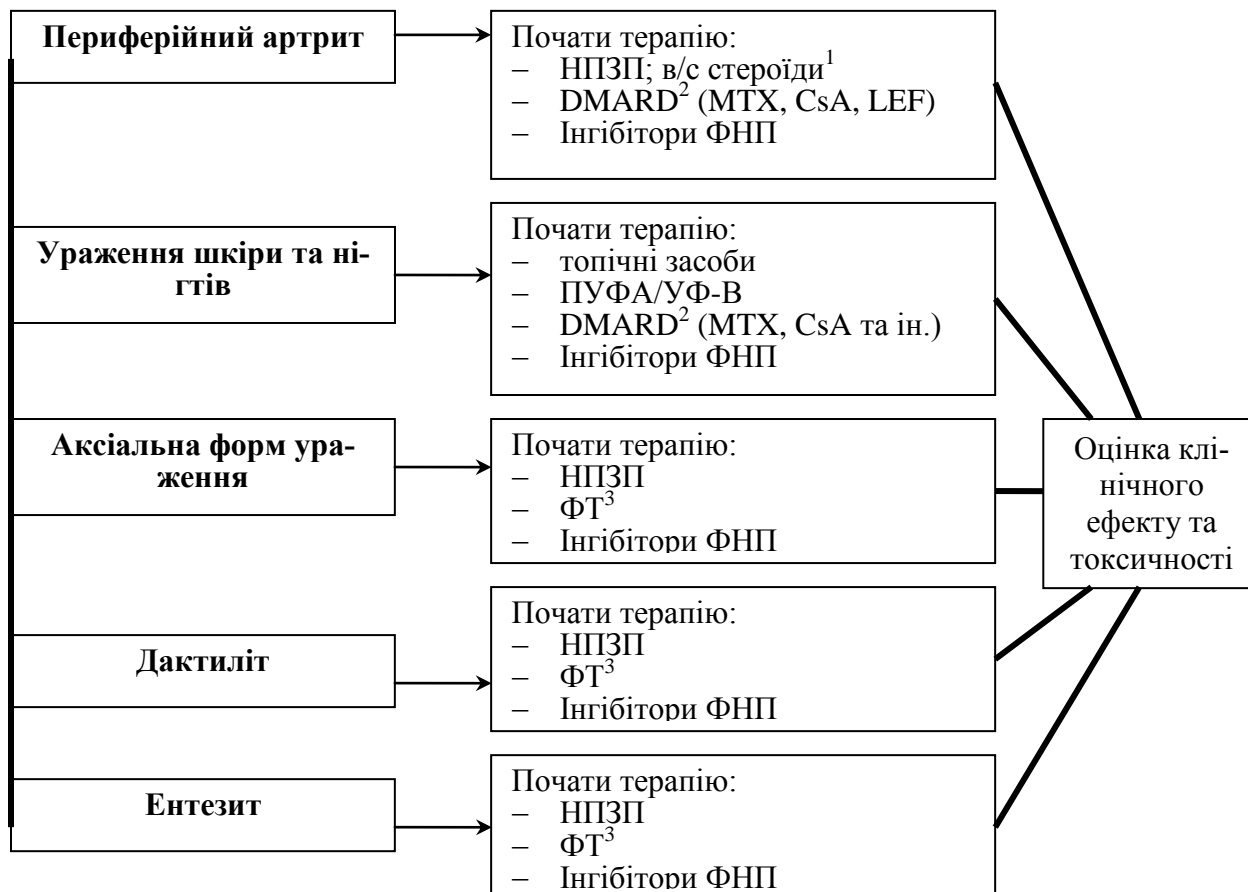 Периферійний артрит
Почати терапію:
– НПЗП; в/с стероїди¹
– DMARD² (MTX, CsA, LEF)
– Інгібітори ФНП
Ураження шкіри та ні-
гтів
Почати терапію:
– топічні засоби
– ПУФА/УФ-В
– DMARD² (MTX, CsA та ін.)
– Інгібітори ФНП
Аксіальна форм ура-
ження
Почати терапію:
– НПЗП
– ФТ³
– Інгібітори ФНП
Дактиліт
Почати терапію:
– НПЗП
– ФТ³
– Інгібітори ФНП
Ентезит
Почати терапію:
– НПЗП
– ФТ³
– Інгібітори ФНП
Оцінка клі-
нічного
ефекту та
токсичності